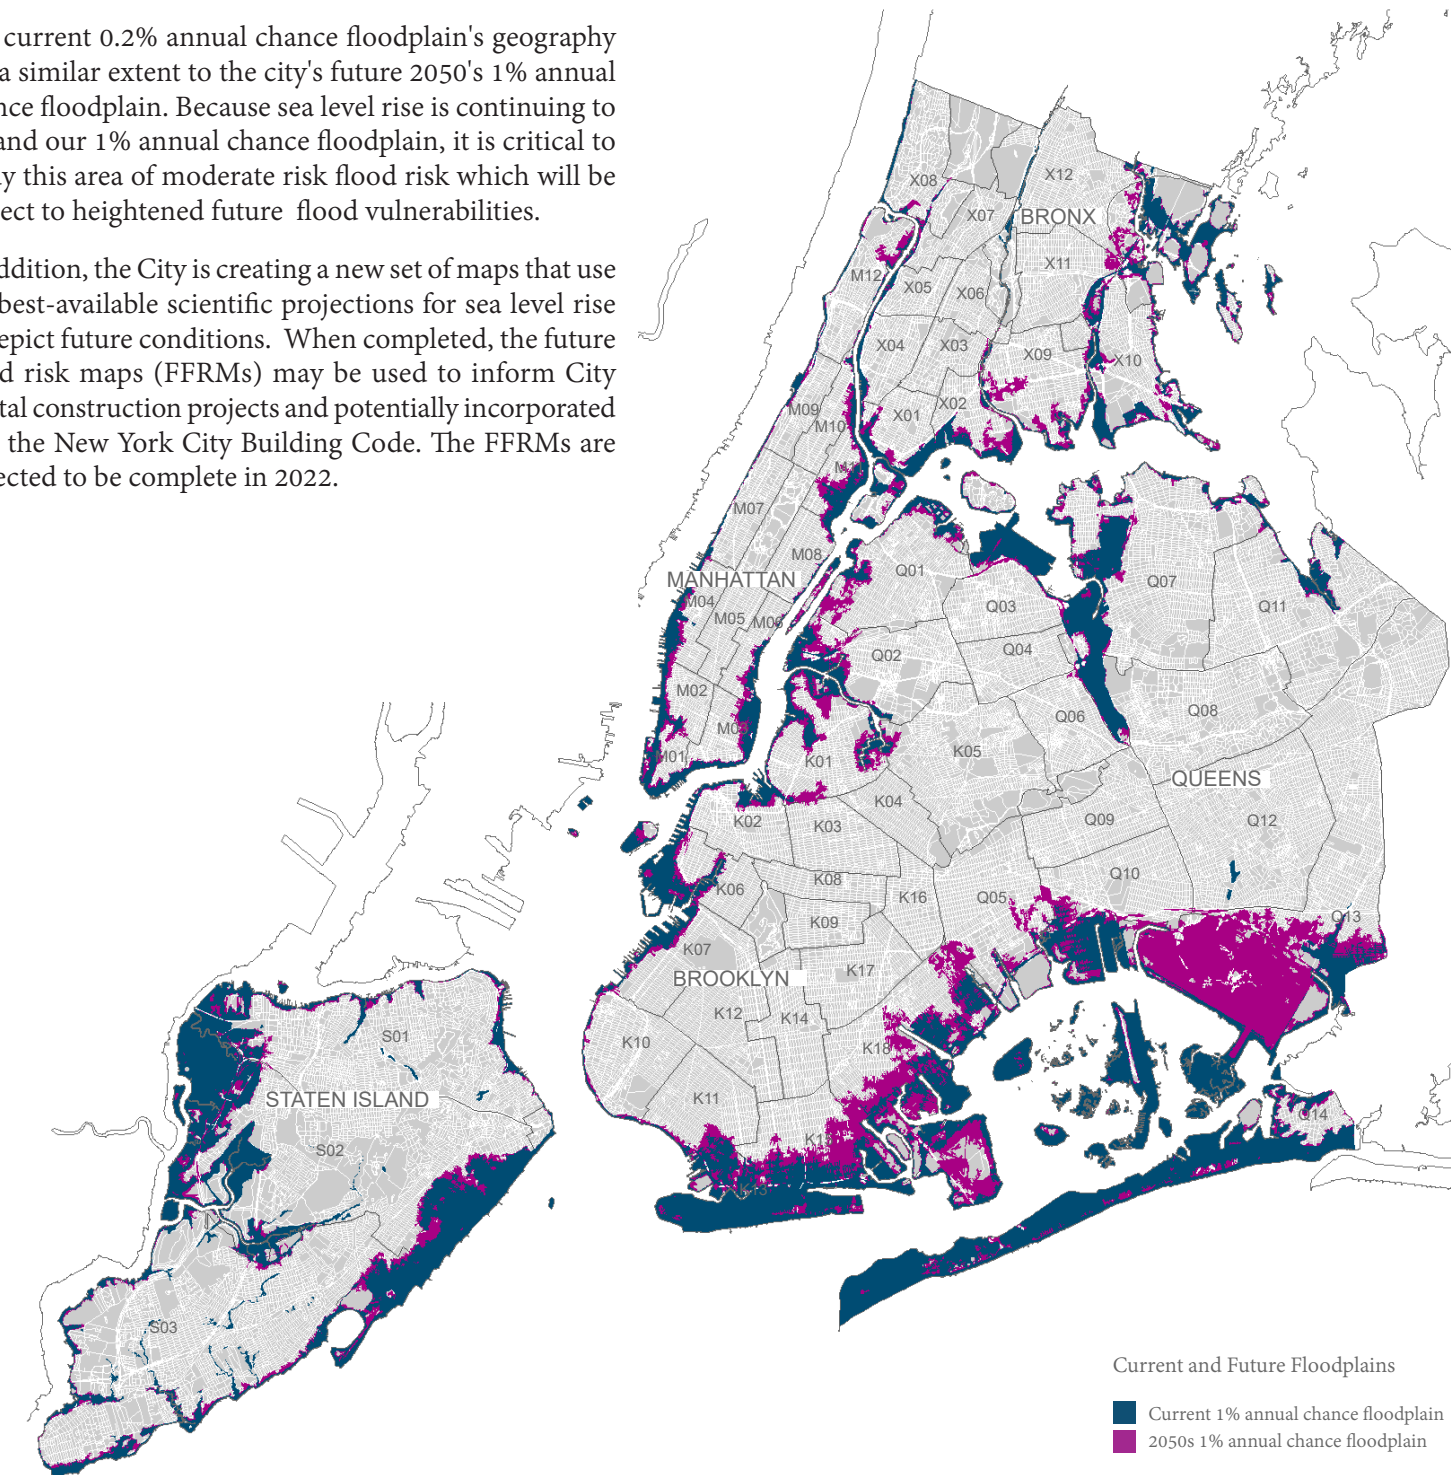 current 0.2% annual chance floodplain's geography
a similar extent to the city's future 2050's 1% annual
nce floodplain. Because sea level rise is continuing to
and our 1% annual chance floodplain, it is critical to
y this area of moderate risk flood risk which will be
ect to heightened future flood vulnerabilities.
ddition, the City is creating a new set of maps that use
best-available scientific projections for sea level rise
epict future conditions. When completed, the future
d risk maps (FFRMs) may be used to inform City
tal construction projects and potentially incorporated
the New York City Building Code. The FFRMs are
ected to be complete in 2022.
X08
X12
X07
BRONX
M12
X11
X05
X06
X04
X03
X09
X10
M09
M10
X01
X02
M07
M08
Q01
MANHATTAN
Q07
M04
M05
M06
Q03
Q11
Q02
Q04
M02
Q06
Q08
K01
K05
M01
QUEENS
K04
K02
K03
Q09
Q12
K06
K08
K16
Q05
Q10
K09
Q13
K07
BROOKLYN
K17
K12
K14
S01
K10
K18
STATEN ISLAND
K11
Q14
S02
K13
S03
Current and Future Floodplains
Current 1% annual chance floodplain
2050s 1% annual chance floodplain